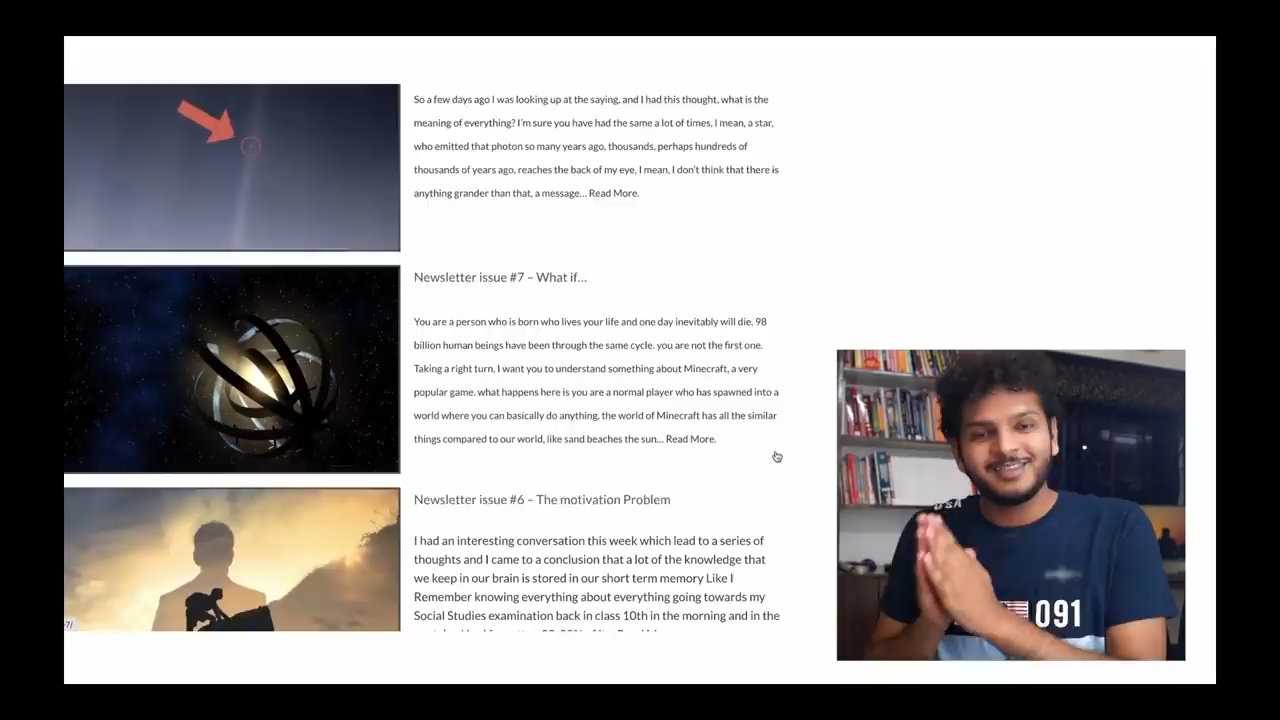 So a few days ago I was looking up at the saying, and I had this thought, what is the
meaning of everything? I'm sure you have had the same a lot of times, I mean, a star,
who emitted that photon so many years ago, thousands, perhaps hundreds of
thousands of years ago, reaches the back of my eye, I mean, I don't think that there is
anything grander than that, a message... Read More.
Newsletter issue #7 – What if...
You are a person who is born who lives your life and one day inevitably will die, 98
billion human beings have been through the same cycle. you are not the first one.
Taking a right turn, I want you to understand something about Minecraft, a very
popular game. what happens here is you are a normal player who has spawned into a
world where you can basically do anything, the world of Minecraft has all the similar
things compared to our world, like sand beaches the sun... Read More.
Newsletter issue #6 – The motivation Problem
I had an interesting conversation this week which lead to a series of
thoughts and I came to a conclusion that a lot of the knowledge that
we keep in our brain is stored in our short term memory Like I
Remember knowing everything about everything going towards my
Social Studies examination back in class 10th in the morning and in the
USA
091